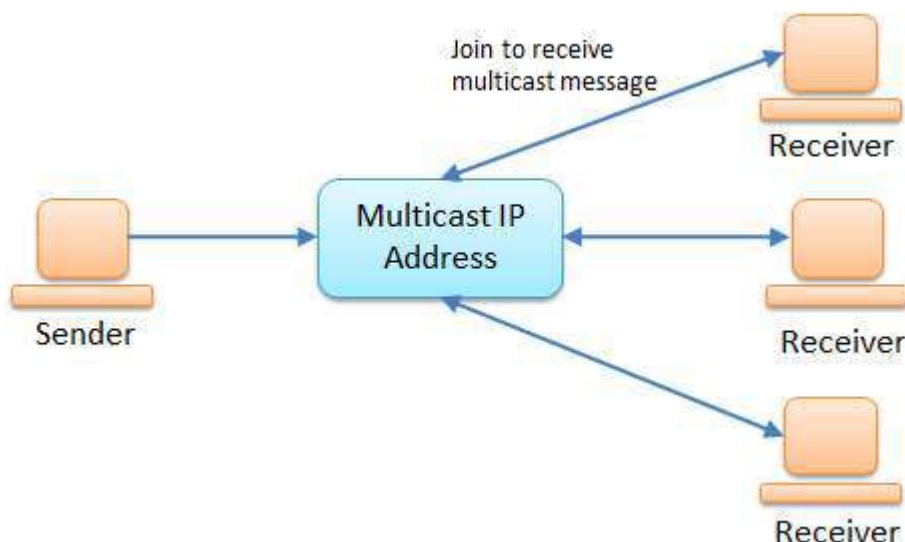 Join to receive
multicast message
Receiver
Multicast IP
Address
Sender
Receiver
Receiver